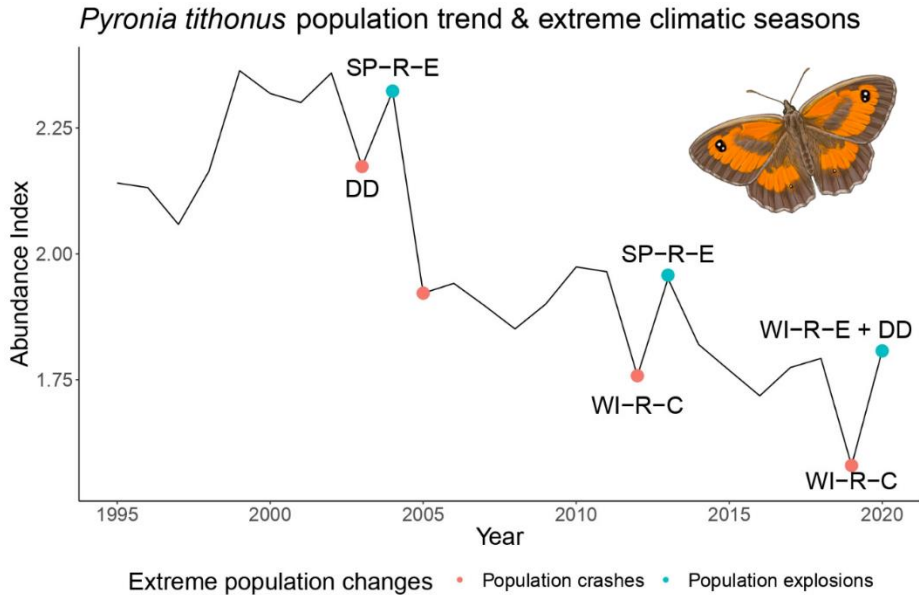 Pyronia tithonus population trend & extreme climatic seasons
SP−R−E
2.25
DD
2.00
SP−R−E
WI−R−E + DD
1.75
WI−R−C
WI−R−C
Abundance Index
1995 2000 2005 2010 2015 2020
Year
Extreme population changes Population crashes Population explosions